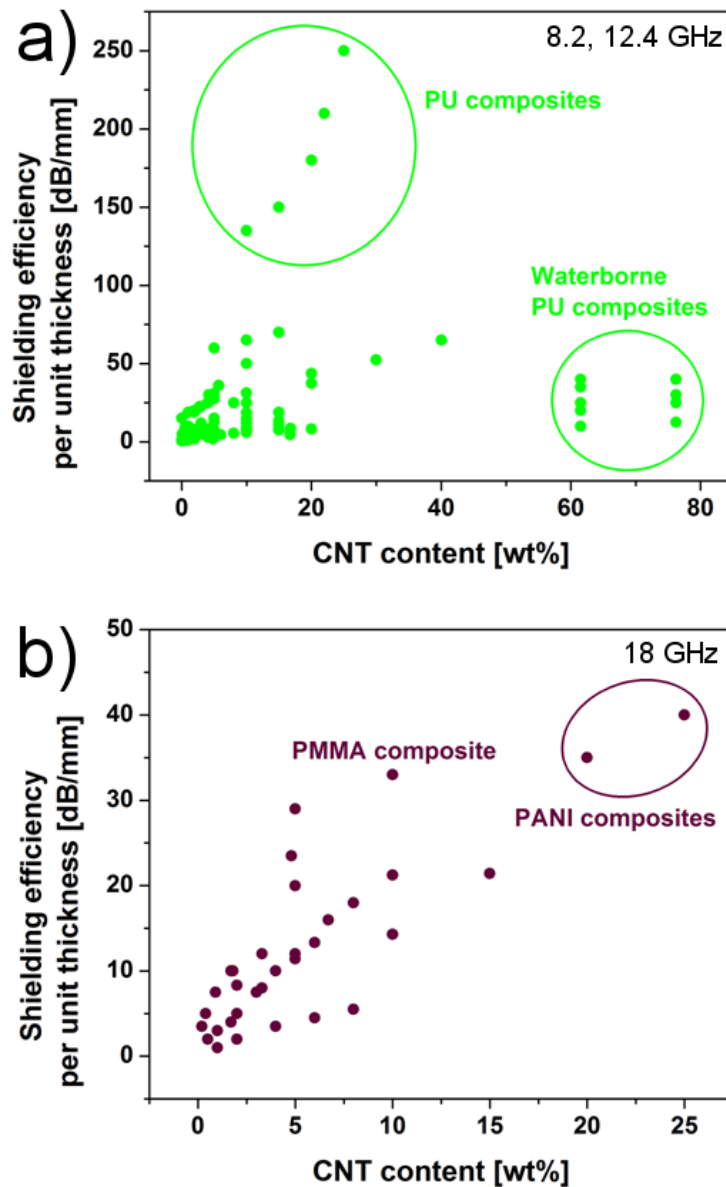 a)
8.2, 12.4 GHz
250
200
150
100
50
0
Shielding efficiency
per unit thickness [dB/mm]
PU composites
Waterborne
PU composites
0
20
40
60
80
CNT content [wt%]
b)
18 GHz
50
40
30
20
10
0
Shielding efficiency
per unit thickness [dB/mm]
PMMA composite
PANI composites
0
5
10
15
20
25
CNT content [wt%]